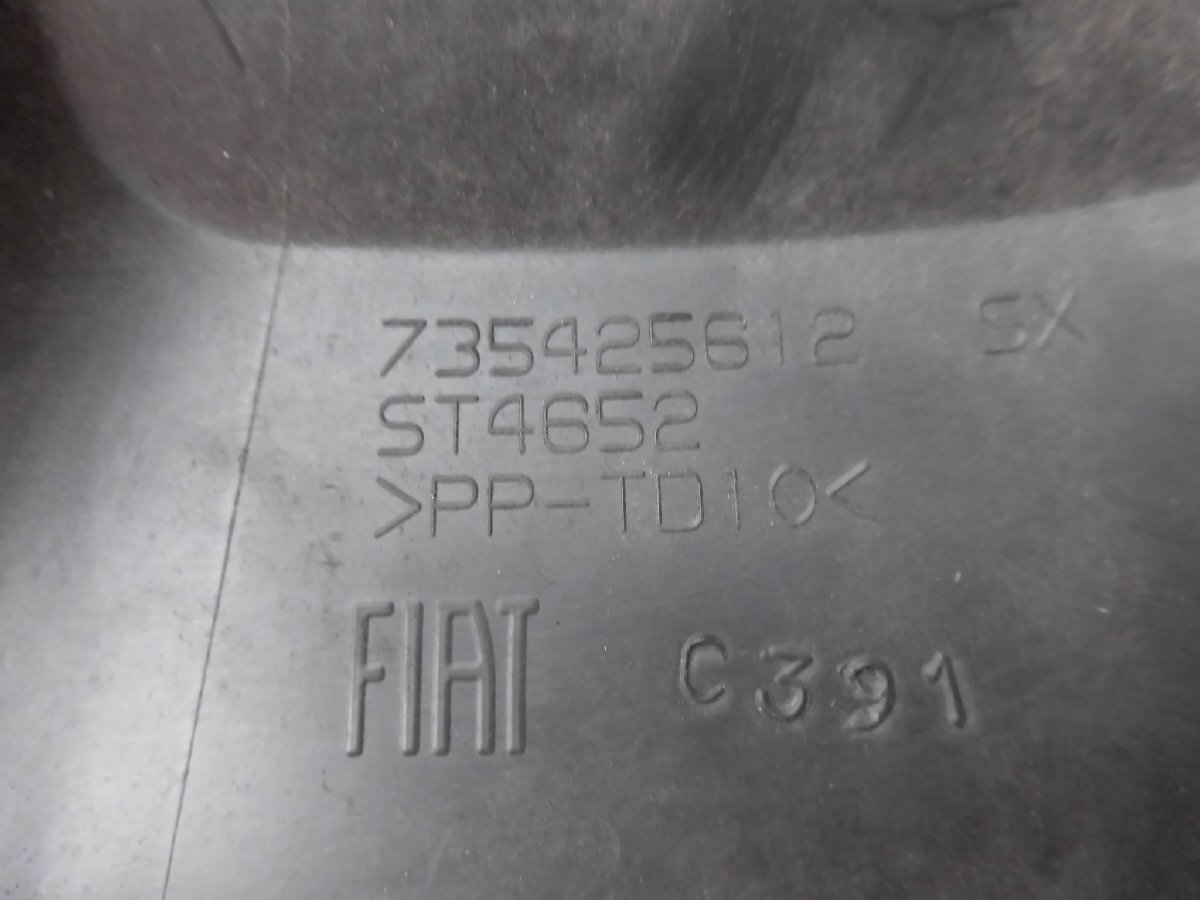 735425612 SX
ST4652
>PP-TD10<
FIAT C391